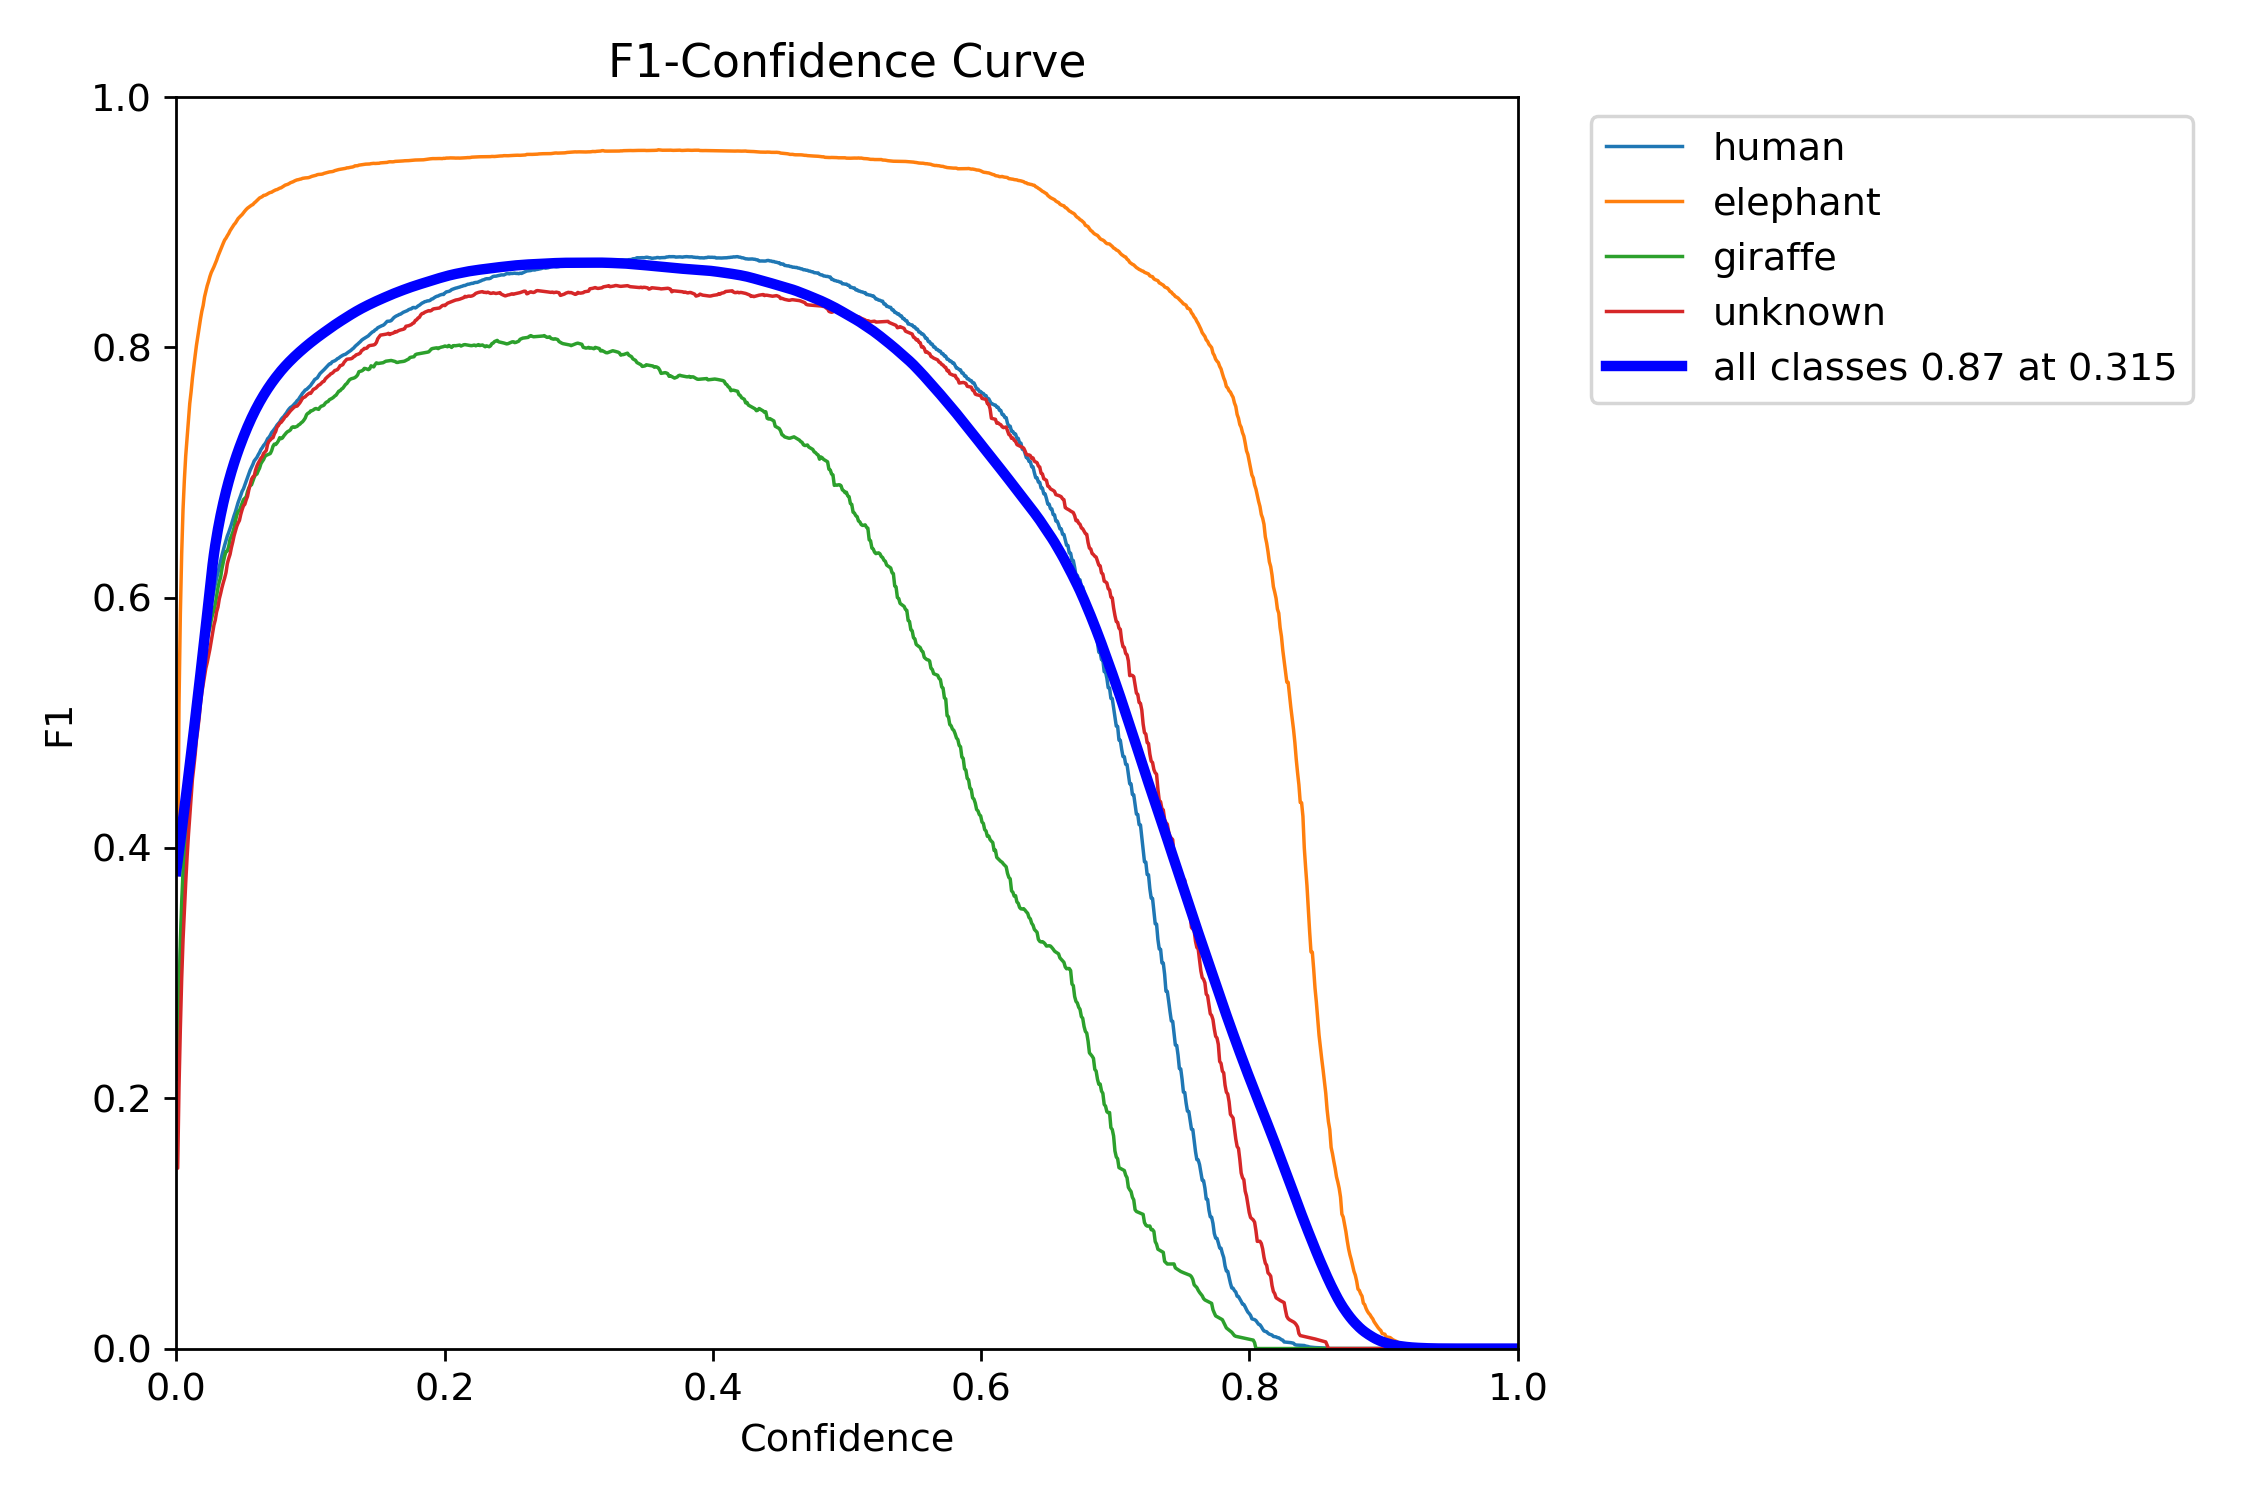 F1-Confidence Curve
1.0
0.8
0.6
0.4
0.2
0.0
F1
0.0 0.2 0.4 0.6 0.8 1.0
Confidence
human
elephant
giraffe
unknown
all classes 0.87 at 0.315